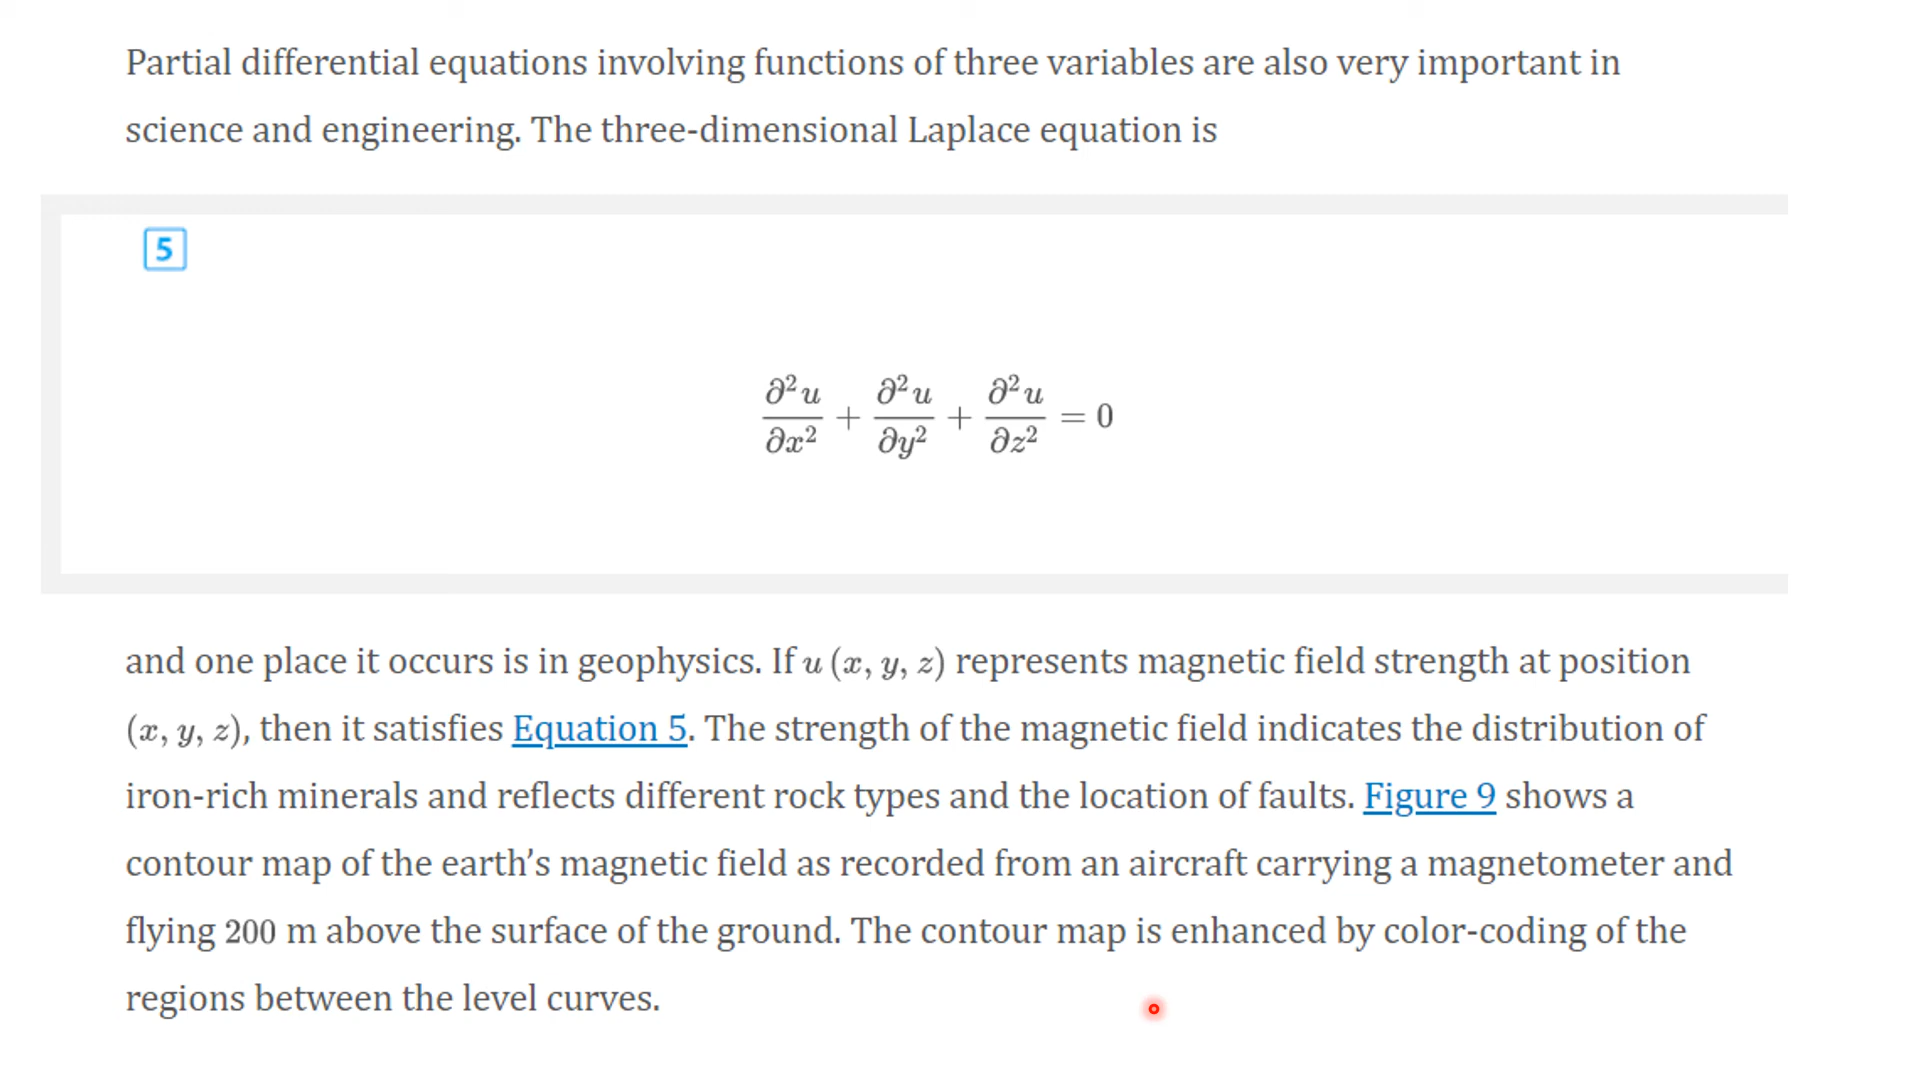 Partial differential equations involving functions of three variables are also very important in
science and engineering. The three-dimensional Laplace equation is
5
∂²u/∂x² + ∂²u/∂y² + ∂²u/∂z² = 0
and one place it occurs is in geophysics. If u (x, y, z) represents magnetic field strength at position
(x, y, z), then it satisfies Equation 5. The strength of the magnetic field indicates the distribution of
iron-rich minerals and reflects different rock types and the location of faults. Figure 9 shows a
contour map of the earth’s magnetic field as recorded from an aircraft carrying a magnetometer and
flying 200 m above the surface of the ground. The contour map is enhanced by color-coding of the
regions between the level curves.